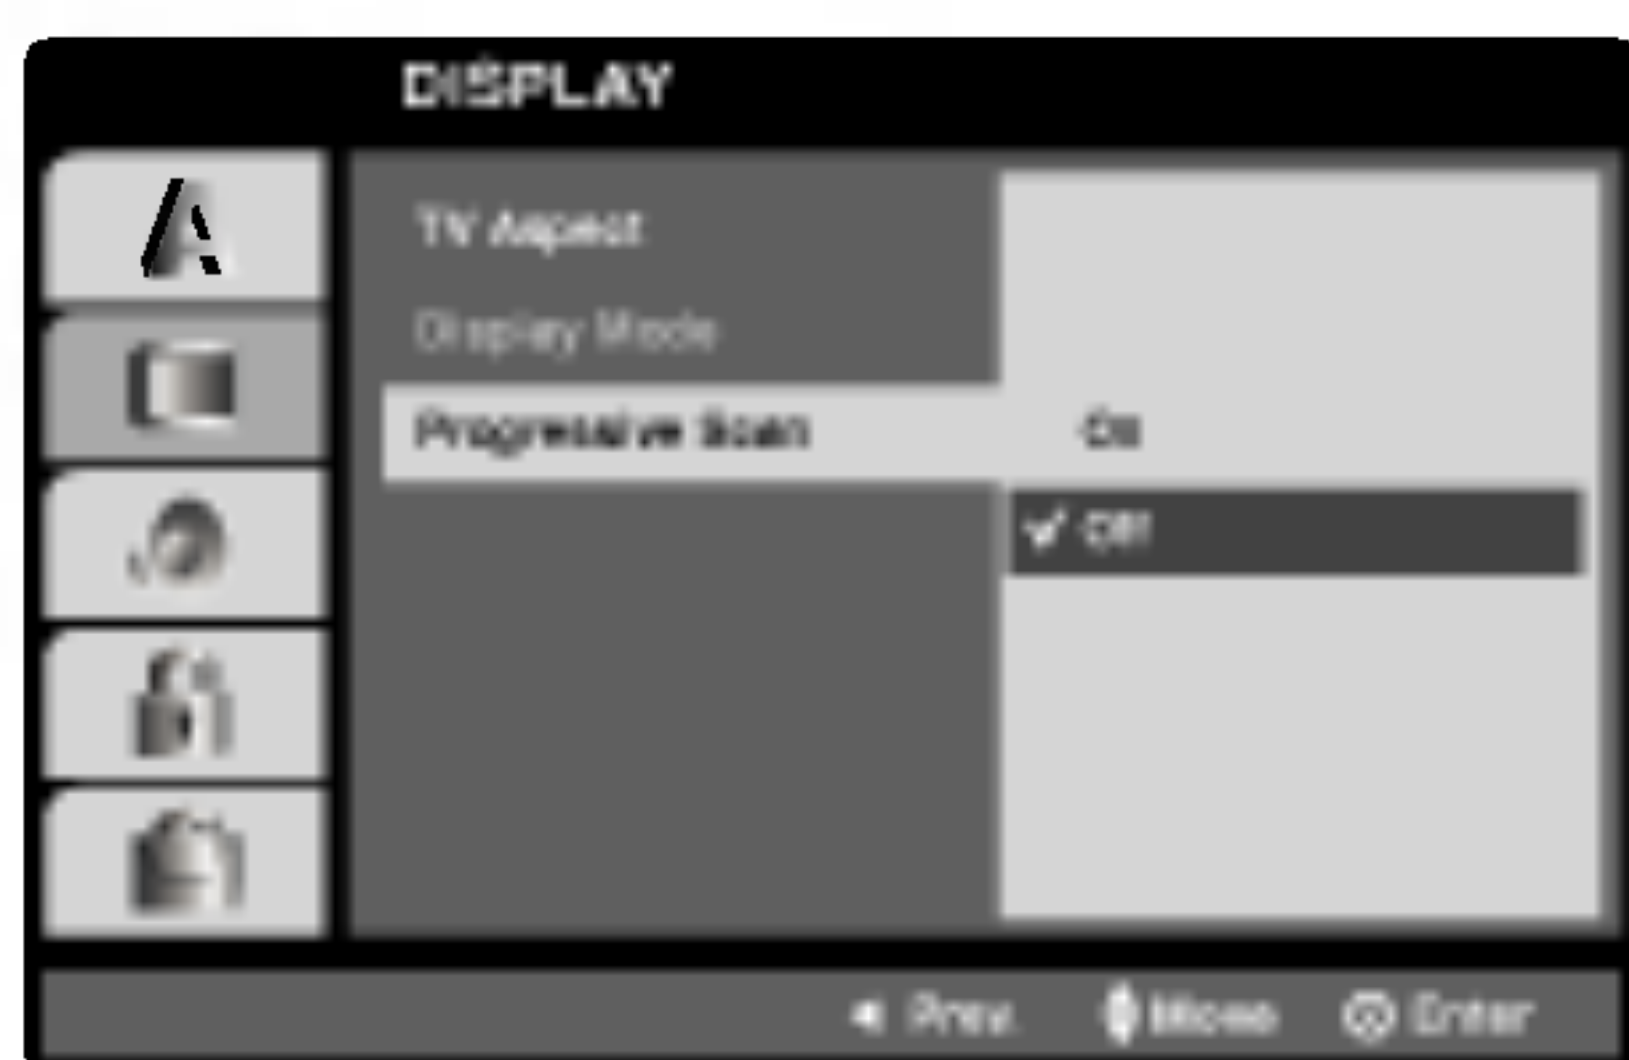 DISPLAY
A
TV Aspect
Display Mode
Progressive Scan
On
✔ Off
◀ Prev. Move Enter